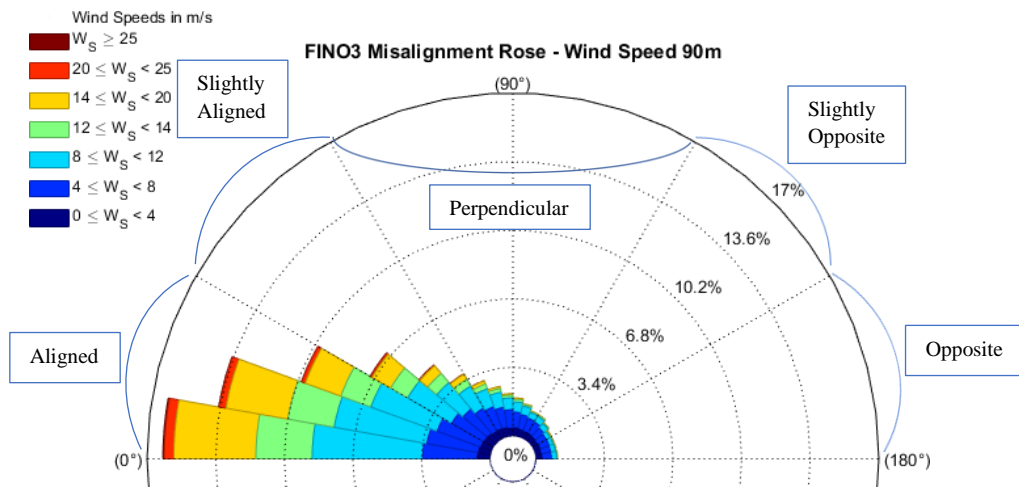 Wind Speeds in m/s
W_S ≥ 25
20 ≤ W_S < 25
14 ≤ W_S < 20
12 ≤ W_S < 14
8 ≤ W_S < 12
4 ≤ W_S < 8
0 ≤ W_S < 4
FINO3 Misalignment Rose - Wind Speed 90m
(90°)
Slightly
Aligned
Slightly
Opposite
Perpendicular
17%
13.6%
10.2%
6.8%
3.4%
0%
Aligned
Opposite
(0°)
(180°)